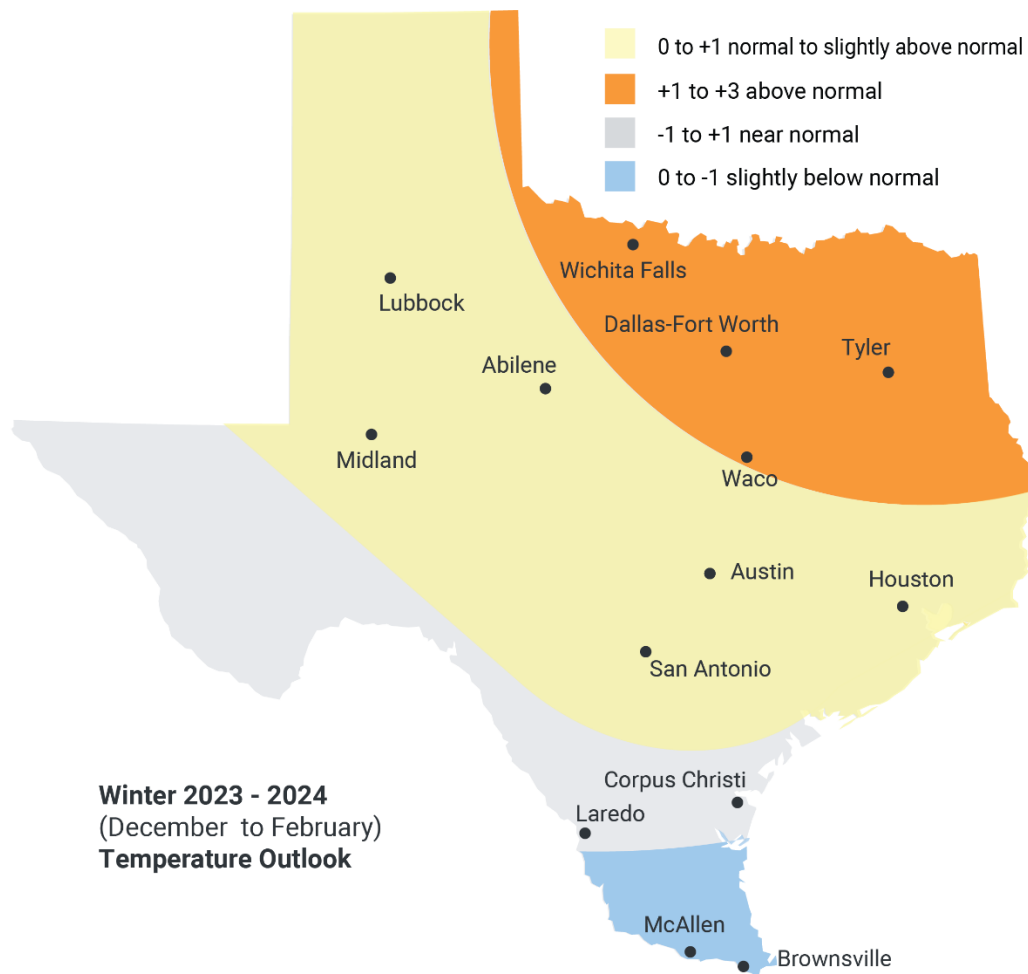 0 to +1 normal to slightly above normal
+1 to +3 above normal
-1 to +1 near normal
0 to -1 slightly below normal
Wichita Falls
Lubbock
Dallas-Fort Worth
Tyler
Abilene
Midland
Waco
Austin
Houston
San Antonio
Corpus Christi
Laredo
Winter 2023 - 2024
(December to February)
Temperature Outlook
McAllen
Brownsville